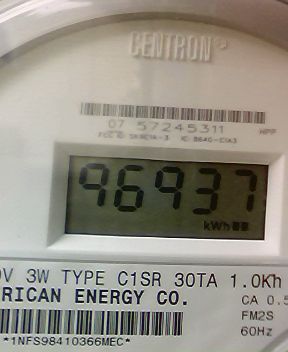 CENTRON®
07 57245311
HPP
96937
kWh
V 3W TYPE C1SR 30TA 1.0Kh
RICAN ENERGY CO.
CA 0.5
FM2S
60Hz
*1NFS98410366MEC*